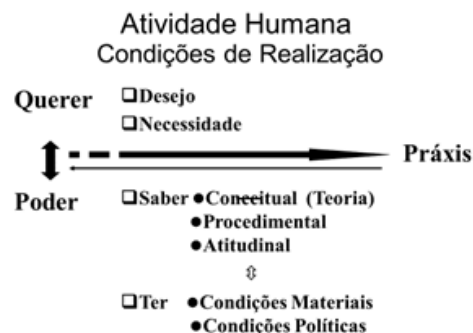 Atividade Humana
Condições de Realização
Querer
❑Desejo
❑Necessidade
Práxis
Poder
❑Saber ●Conceitual (Teoria)
●Procedimental
●Atitudinal
⇕
❑Ter ●Condições Materiais
●Condições Políticas